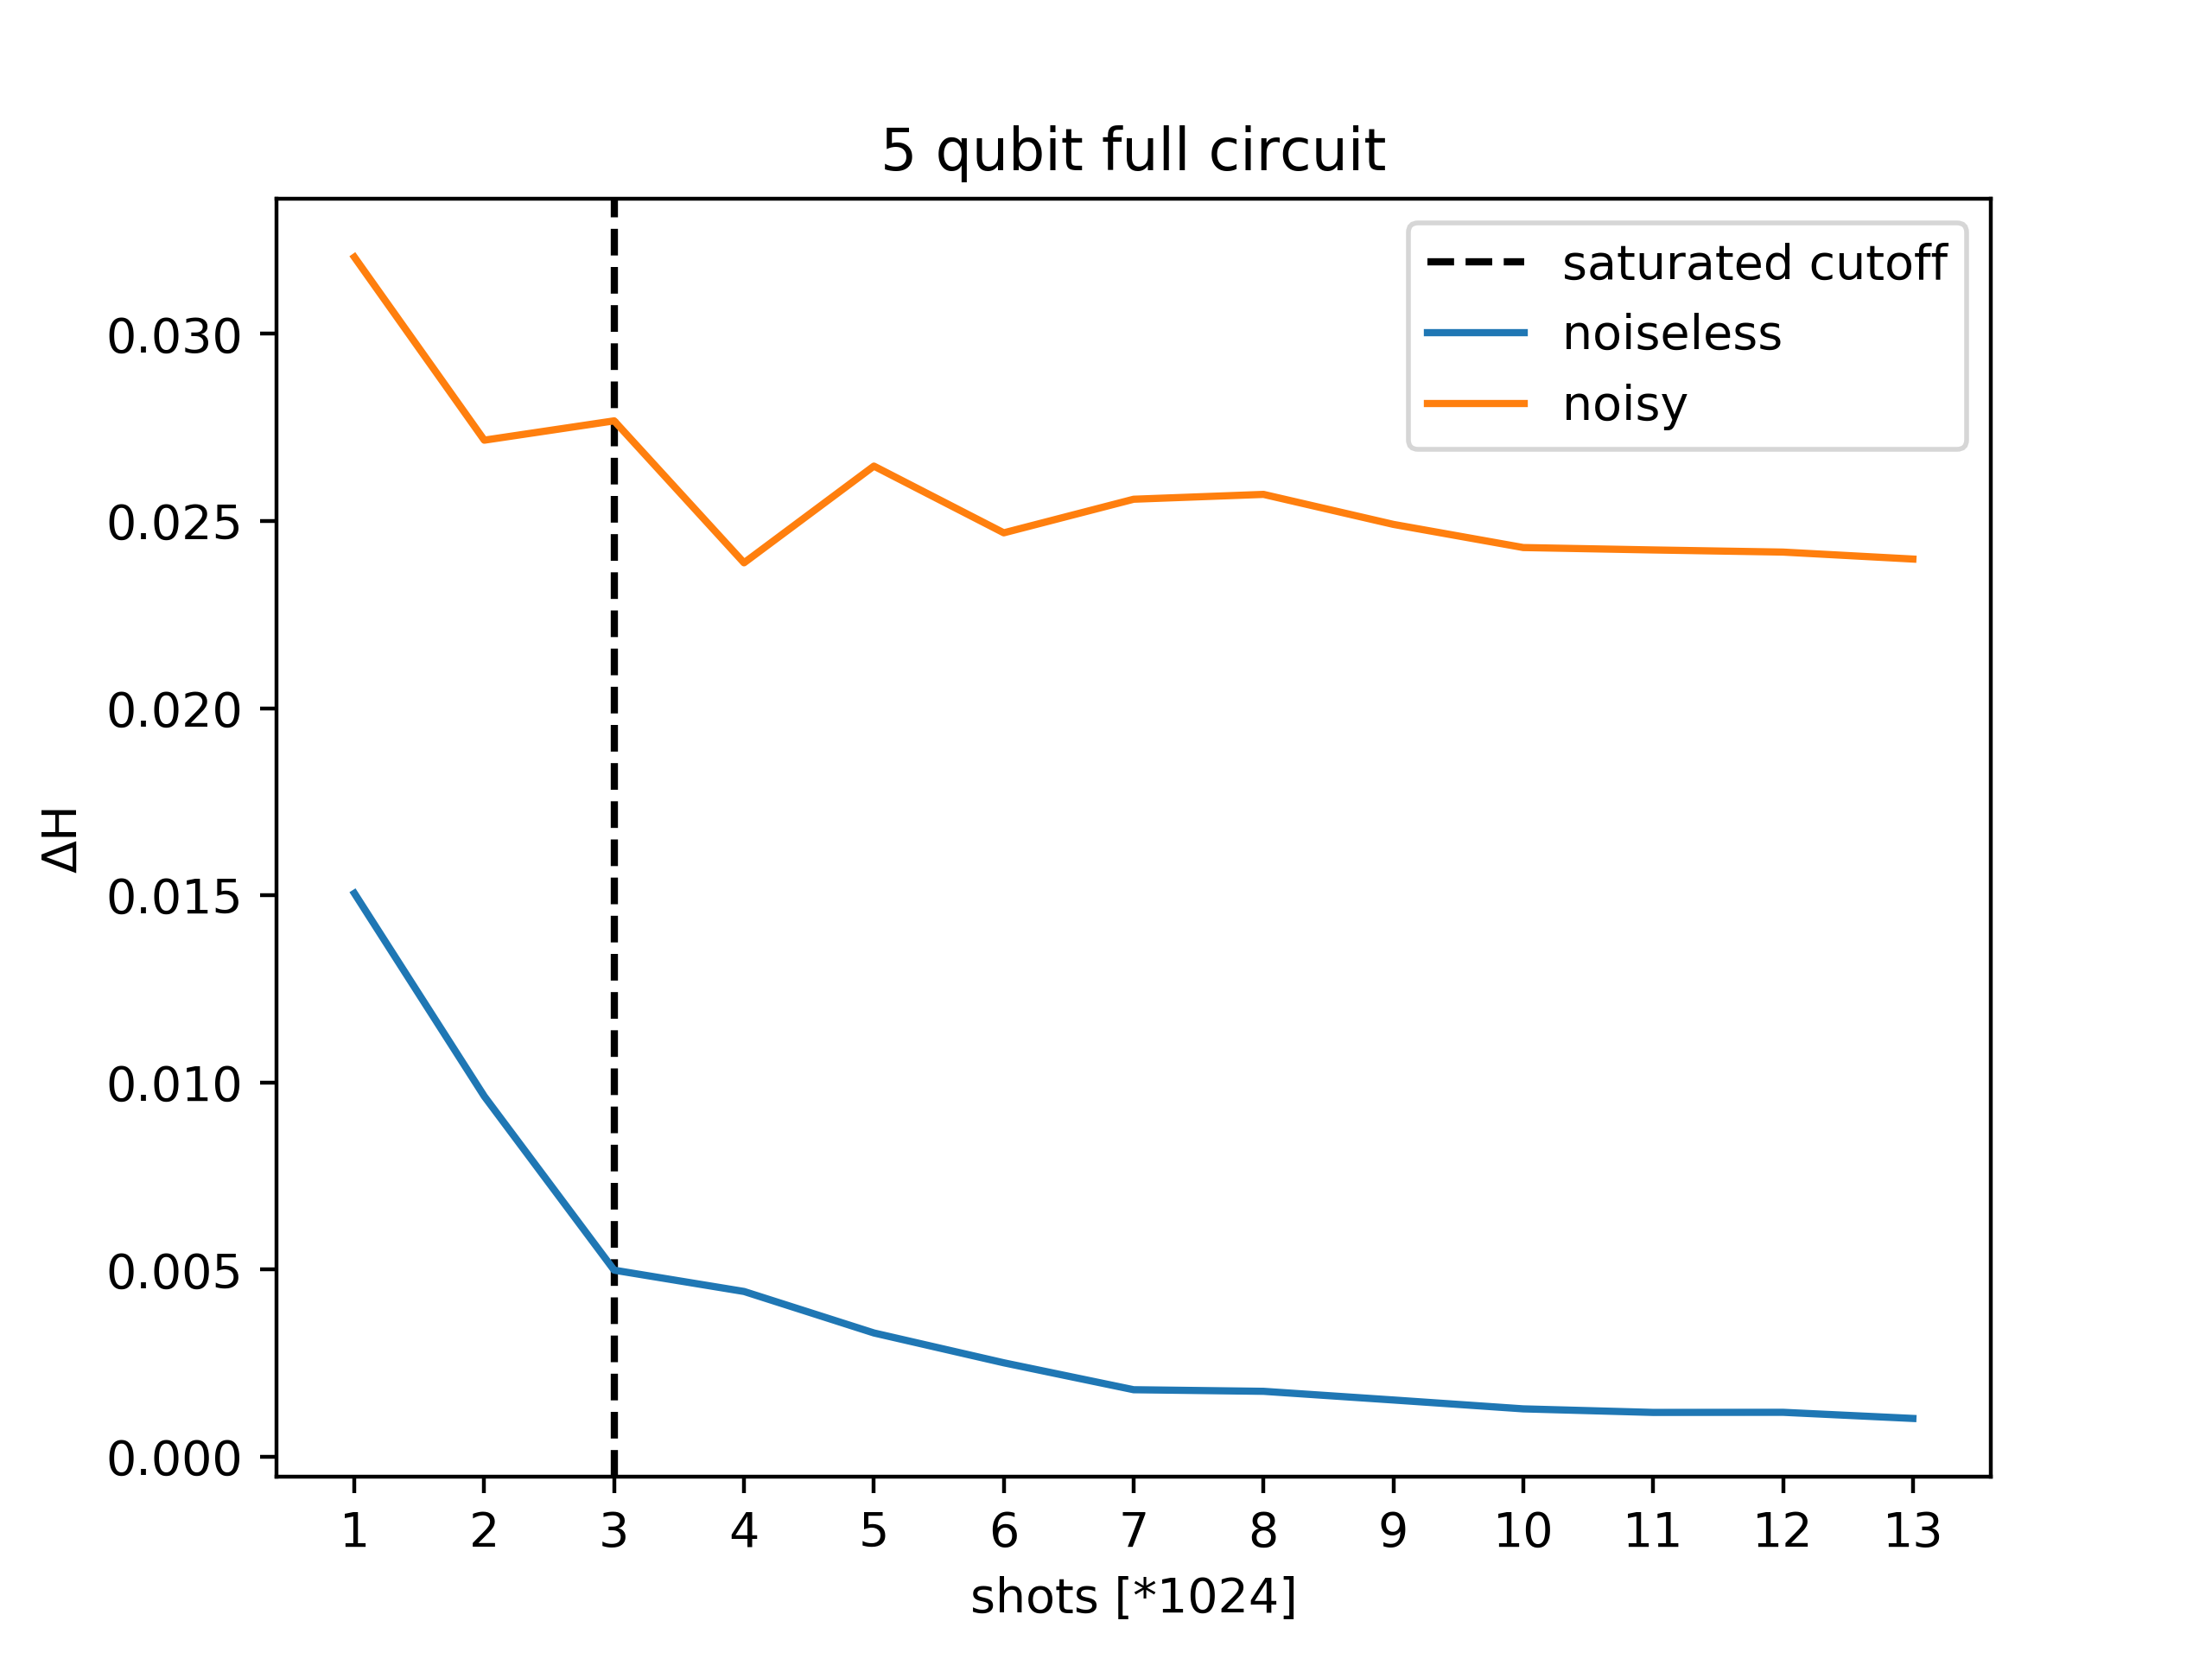 5 qubit full circuit
saturated cutoff
noiseless
noisy
0.030
0.025
0.020
0.015
0.010
0.005
0.000
ΔH
1 2 3 4 5 6 7 8 9 10 11 12 13
shots [*1024]